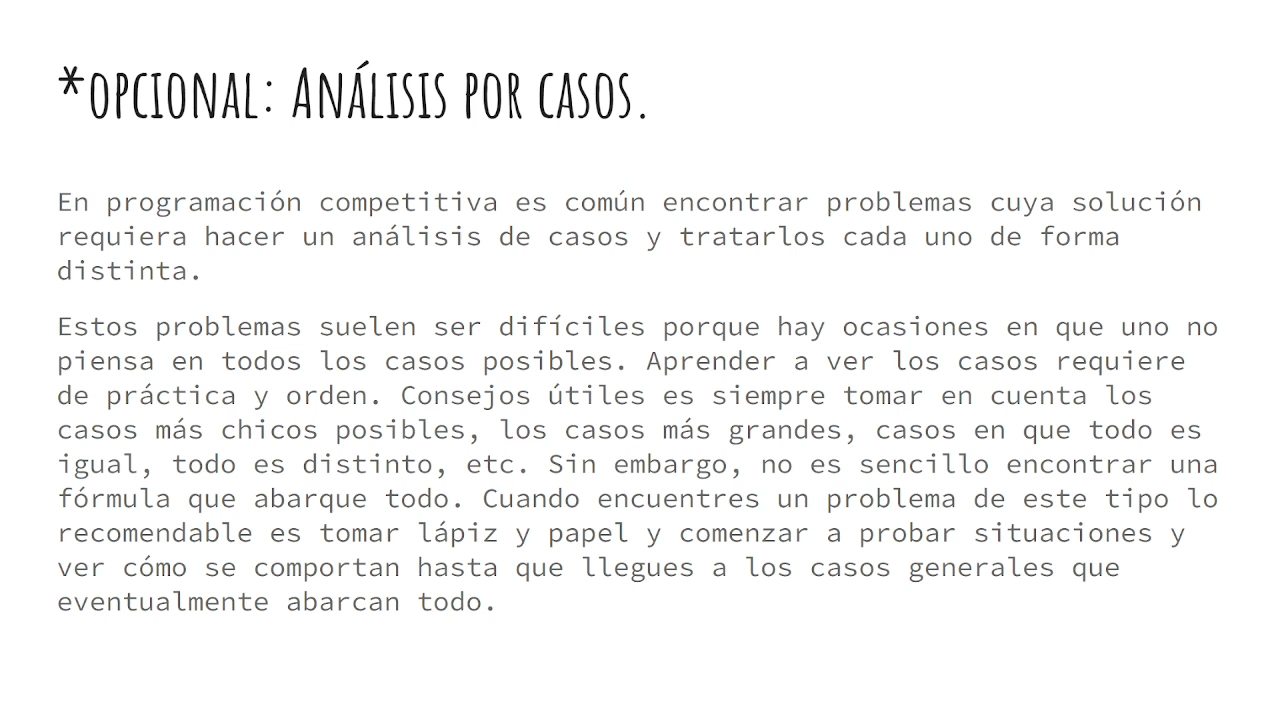 *opcional: Análisis por casos.
En programación competitiva es común encontrar problemas cuya solución
requiera hacer un análisis de casos y tratarlos cada uno de forma
distinta.
Estos problemas suelen ser difíciles porque hay ocasiones en que uno no
piensa en todos los casos posibles. Aprender a ver los casos requiere
de práctica y orden. Consejos útiles es siempre tomar en cuenta los
casos más chicos posibles, los casos más grandes, casos en que todo es
igual, todo es distinto, etc. Sin embargo, no es sencillo encontrar una
fórmula que abarque todo. Cuando encuentres un problema de este tipo lo
recomendable es tomar lápiz y papel y comenzar a probar situaciones y
ver cómo se comportan hasta que llegues a los casos generales que
eventualmente abarcan todo.